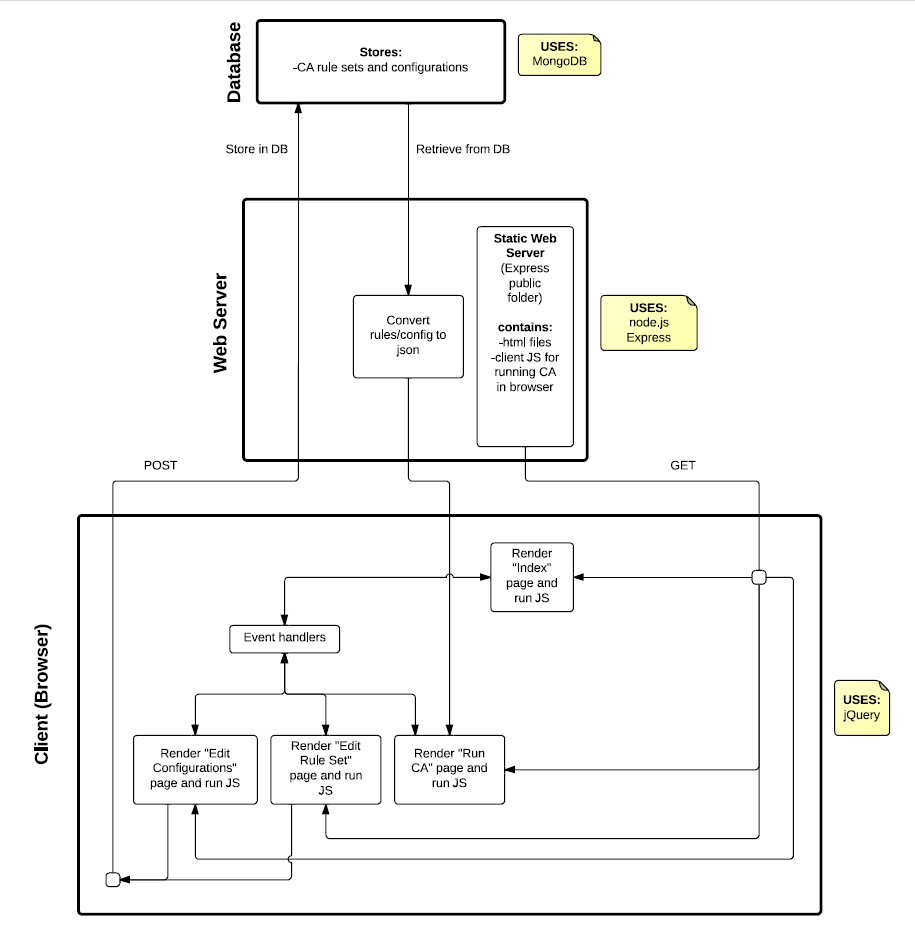 Database
Stores:
-CA rule sets and configurations
USES:
MongoDB
Store in DB
Retrieve from DB
Web Server
Convert
rules/config to
json
Static Web
Server
(Express
public
folder)
contains:
-html files
-client JS for
running CA
in browser
USES:
node.js
Express
POST
GET
Client (Browser)
Render
"Index"
page and
run JS
Event handlers
Render "Edit
Configurations"
page and run JS
Render "Edit
Rule Set"
page and run
JS
Render "Run
CA" page and
run JS
USES:
jQuery